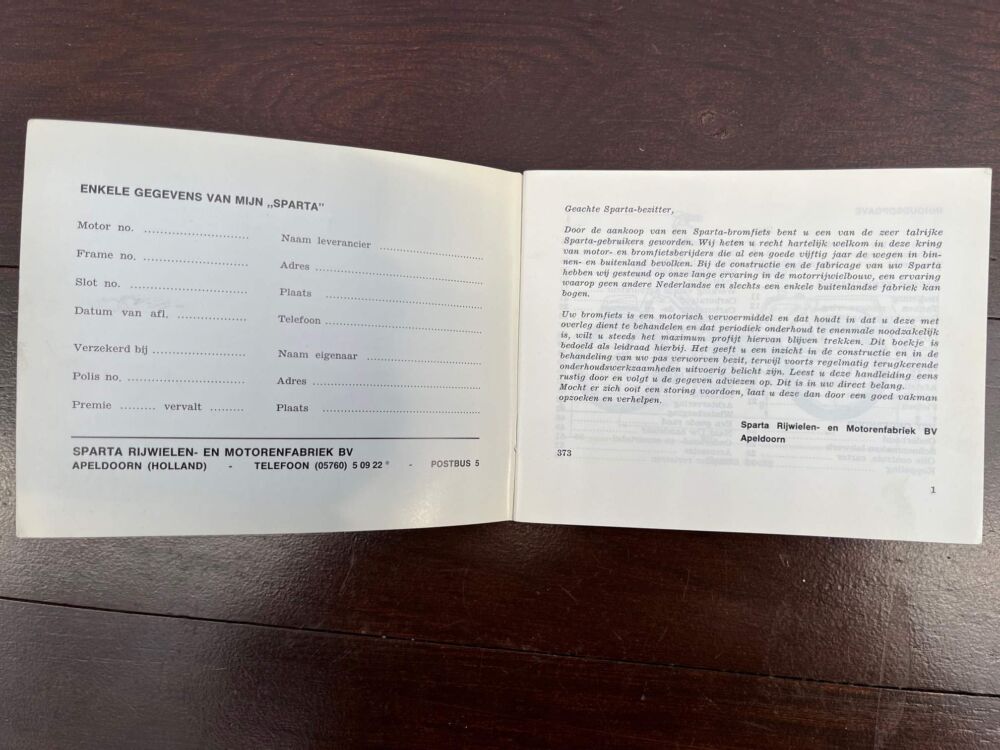 ENKELE GEGEVENS VAN MIJN „SPARTA"
Motor no. ..............................
Frame no. ..............................
Slot no. ..............................
Datum van afl. ....................
Verzekerd bij ..........................
Polis no. ..............................
Premie ......... vervalt .........
Naam leverancier ..............................
Adres ..............................
Plaats ..............................
Telefoon ..............................
Naam eigenaar ..............................
Adres ..............................
Plaats ..............................
SPARTA RIJWIELEN- EN MOTORENFABRIEK BV
APELDOORN (HOLLAND) - TELEFOON (05760) 5 09 22 * - POSTBUS 5
Geachte Sparta-bezitter,
Door de aankoop van een Sparta-bromfiets bent u een van de zeer talrijke
Sparta-gebruikers geworden. Wij heten u recht hartelijk welkom in deze kring
van motor- en bromfietsberijders die al een goede vijftig jaar de wegen in bin-
nen- en buitenland bevolken. Bij de constructie en de fabricage van uw Sparta
hebben wij gesteund op onze lange ervaring in de motorrijwielbouw, een ervaring
waarop geen andere Nederlandse en slechts een enkele buitenlandse fabriek kan
bogen.
Uw bromfiets is een motorisch vervoermiddel en dat houdt in dat u deze met
overleg dient te behandelen en dat periodiek onderhoud te enenmale noodzakelijk
is, wilt u steeds het maximum profijt hiervan blijven trekken. Dit boekje is
bedoeld als leidraad hierbij. Het geeft u een inzicht in de constructie en in de
behandeling van uw pas verworven bezit, terwijl voorts regelmatig terugkerende
onderhoudswerkzaamheden uitvoerig belicht zijn. Leest u deze handleiding eens
rustig door en volgt u de gegeven adviezen op. Dit is in uw direct belang.
Mocht er zich ooit een storing voordoen, laat u deze dan door een goed vakman
opzoeken en verhelpen.
Sparta Rijwielen- en Motorenfabriek BV
Apeldoorn
373
1